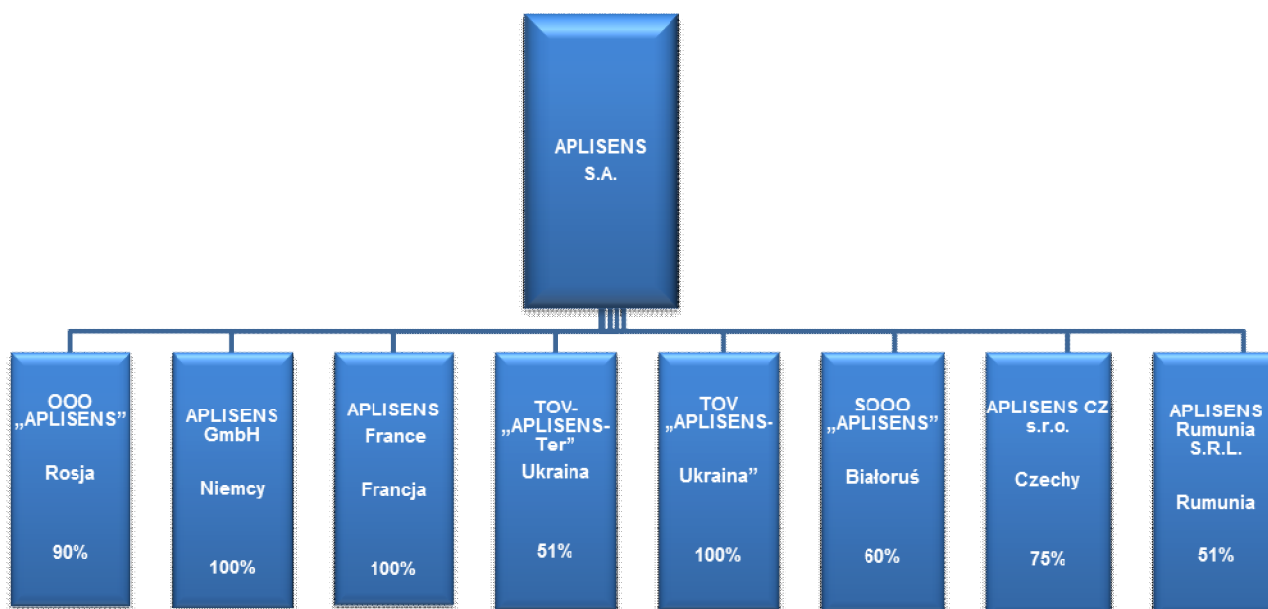 APLISENS
S.A.
OOO
„APLISENS”
Rosja
90%
APLISENS
GmbH
Niemcy
100%
APLISENS
France
Francja
100%
TOV-
„APLISENS-
Ter”
Ukraina
51%
TOV
„APLISENS-
Ukraina”
100%
SOOO
„APLISENS”
Białoruś
60%
APLISENS CZ
s.r.o.
Czechy
75%
APLISENS
Rumunia
S.R.L.
Rumunia
51%